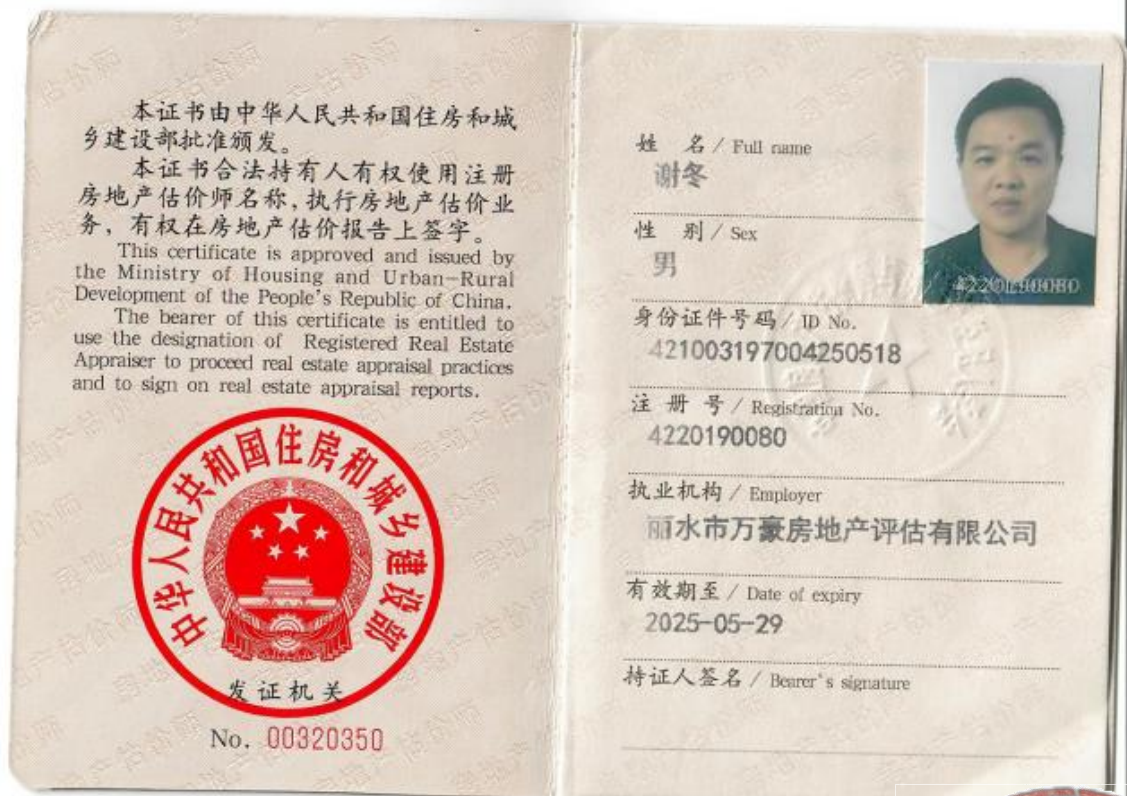 本证书由中华人民共和国住房和城
乡建设部批准颁发。
本证书合法持有人有权使用注册
房地产估价师名称，执行房地产估价业
务，有权在房地产估价报告上签字。
This certificate is approved and issued by
the Ministry of Housing and Urban-Rural
Development of the People's Republic of China.
The bearer of this certificate is entitled to
use the designation of Registered Real Estate
Appraiser to proceed real estate appraisal practices
and to sign on real estate appraisal reports.
中华人民共和国住房和城乡建设部
发证机关
No. 00320350
姓 名 / Full name
谢冬
性 别 / Sex
男
身份证件号码 / ID No.
421003197004250518
注 册 号 / Registration No.
4220190080
执业机构 / Employer
丽水市万豪房地产评估有限公司
有效期至 / Date of expiry
2025-05-29
持证人签名 / Bearer's signature